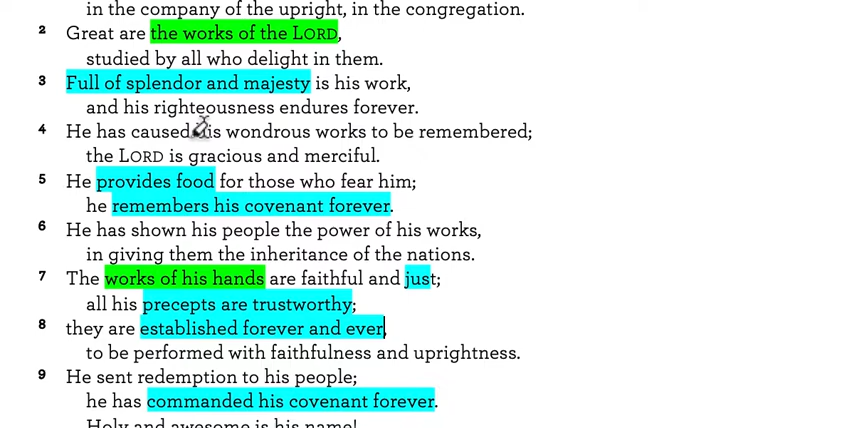 in the company of the upright, in the congregation.
2 Great are the works of the LORD,
studied by all who delight in them.
3 Full of splendor and majesty is his work,
and his righteousness endures forever.
4 He has caused his wondrous works to be remembered;
the LORD is gracious and merciful.
5 He provides food for those who fear him;
he remembers his covenant forever.
6 He has shown his people the power of his works,
in giving them the inheritance of the nations.
7 The works of his hands are faithful and just;
all his precepts are trustworthy;
8 they are established forever and ever,
to be performed with faithfulness and uprightness.
9 He sent redemption to his people;
he has commanded his covenant forever.
Holy and awesome is his name!